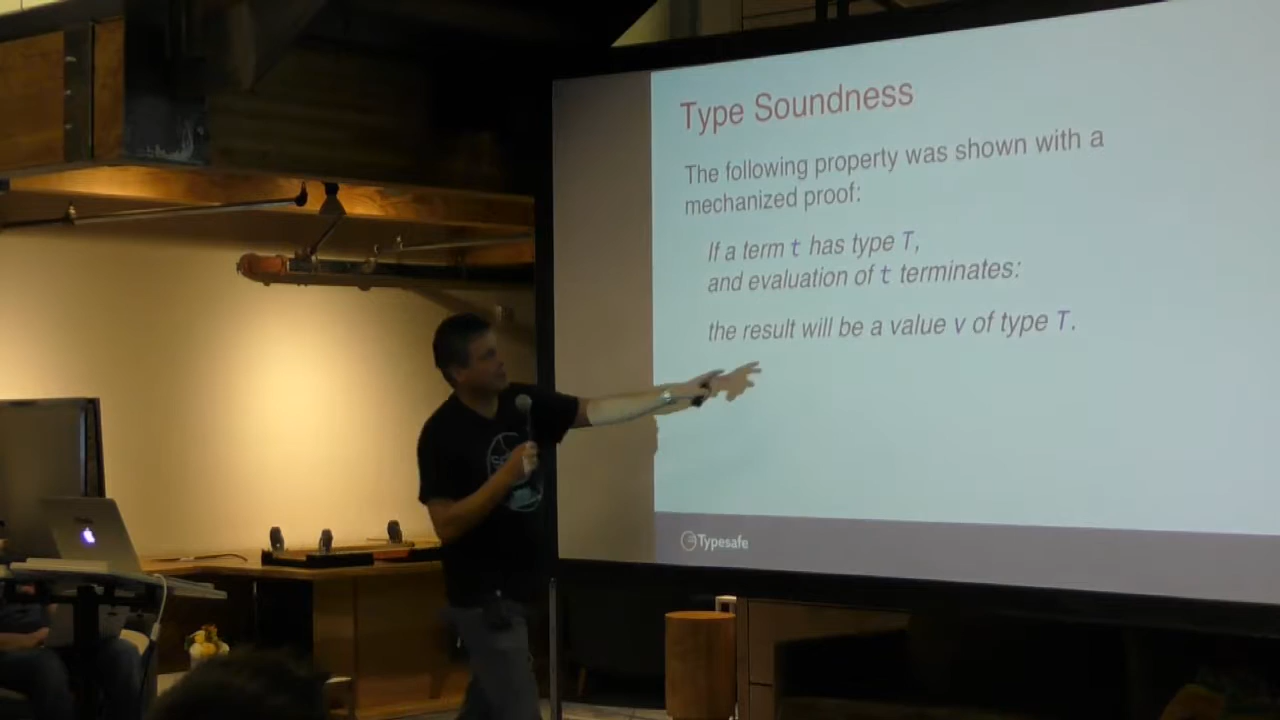 Type Soundness
The following property was shown with a
mechanized proof:
If a term t has type T,
and evaluation of t terminates:
the result will be a value v of type T.
Typesafe